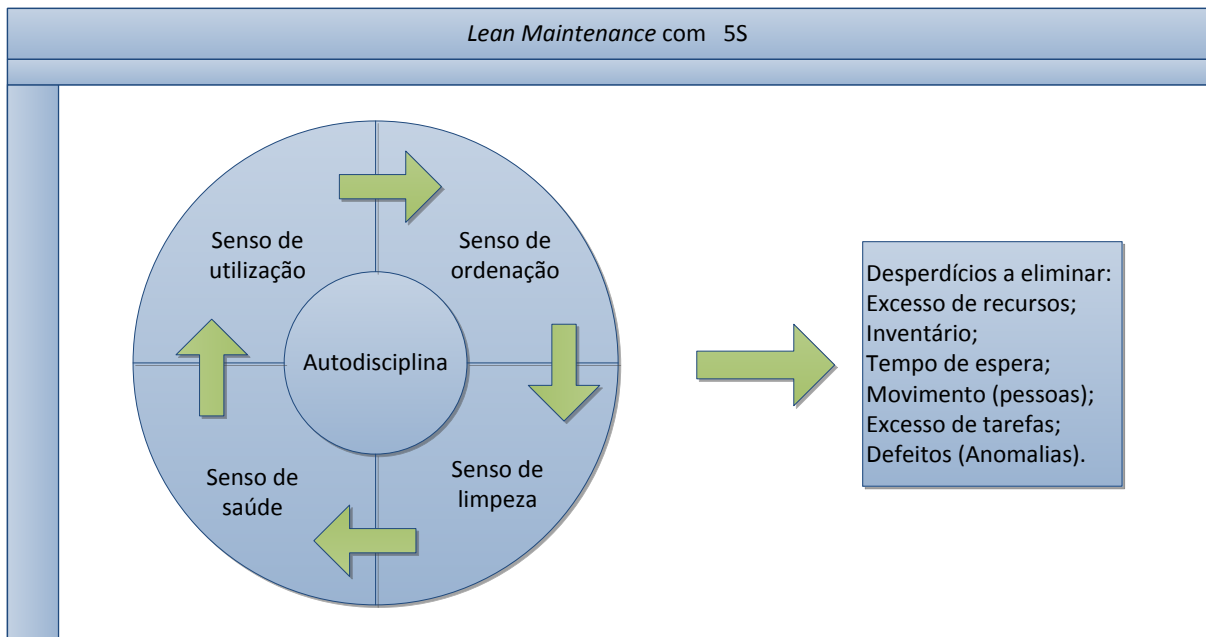 Lean Maintenance com 5S
Senso de
utilização
Senso de
ordenação
Autodisciplina
Senso de
saúde
Senso de
limpeza
Desperdícios a eliminar:
Excesso de recursos;
Inventário;
Tempo de espera;
Movimento (pessoas);
Excesso de tarefas;
Defeitos (Anomalias).